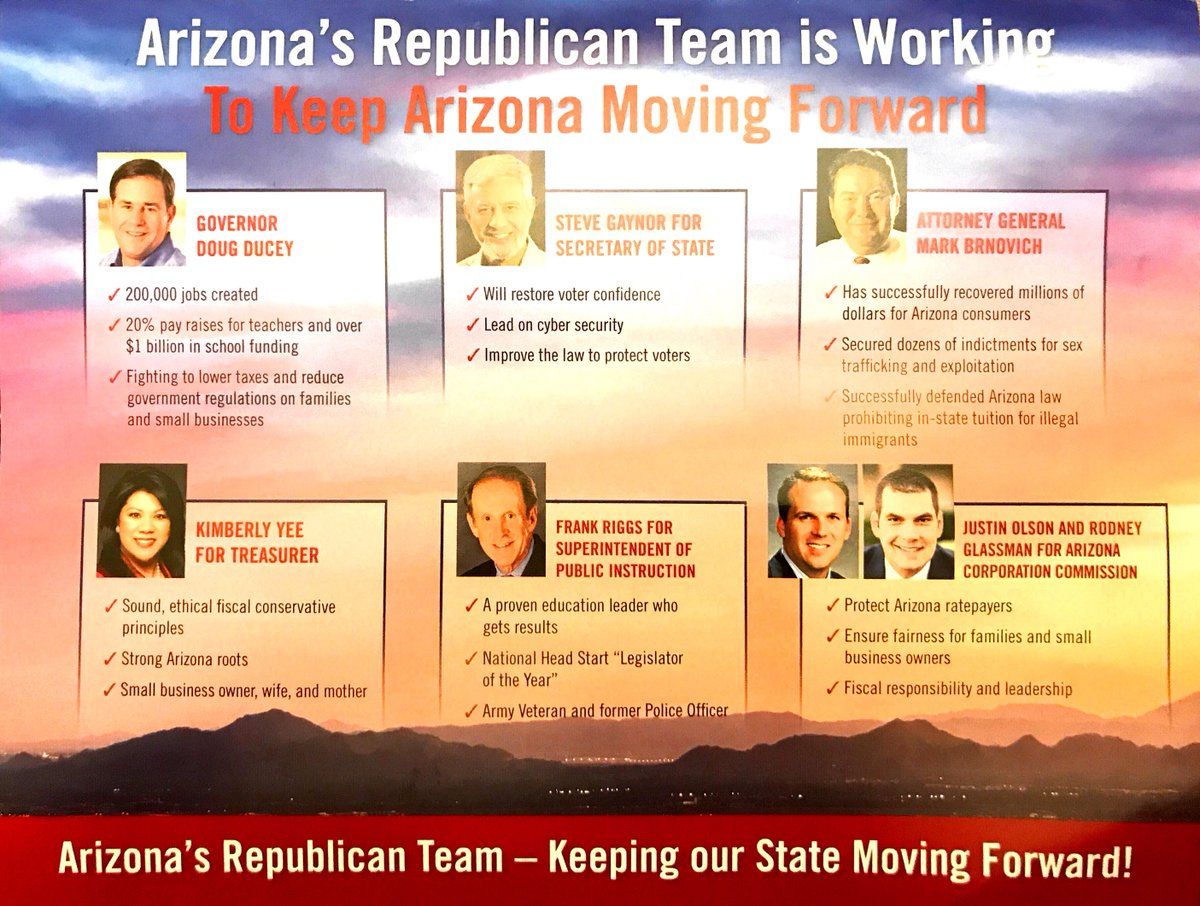 Arizona's Republican Team is Working
To Keep Arizona Moving Forward
GOVERNOR
DOUG DUCEY
✓ 200,000 jobs created
✓ 20% pay raises for teachers and over
$1 billion in school funding
✓ Fighting to lower taxes and reduce
government regulations on families
and small businesses
STEVE GAYNOR FOR
SECRETARY OF STATE
✓ Will restore voter confidence
✓ Lead on cyber security
✓ Improve the law to protect voters
ATTORNEY GENERAL
MARK BRNOVICH
✓ Has successfully recovered millions of
dollars for Arizona consumers
✓ Secured dozens of indictments for sex
trafficking and exploitation
✓ Successfully defended Arizona law
prohibiting in-state tuition for illegal
immigrants
KIMBERLY YEE
FOR TREASURER
✓ Sound, ethical fiscal conservative
principles
✓ Strong Arizona roots
✓ Small business owner, wife, and mother
FRANK RIGGS FOR
SUPERINTENDENT OF
PUBLIC INSTRUCTION
✓ A proven education leader who
gets results
✓ National Head Start “Legislator
of the Year”
✓ Army Veteran and former Police Officer
JUSTIN OLSON AND RODNEY
GLASSMAN FOR ARIZONA
CORPORATION COMMISSION
✓ Protect Arizona ratepayers
✓ Ensure fairness for families and small
business owners
✓ Fiscal responsibility and leadership
Arizona's Republican Team – Keeping our State Moving Forward!